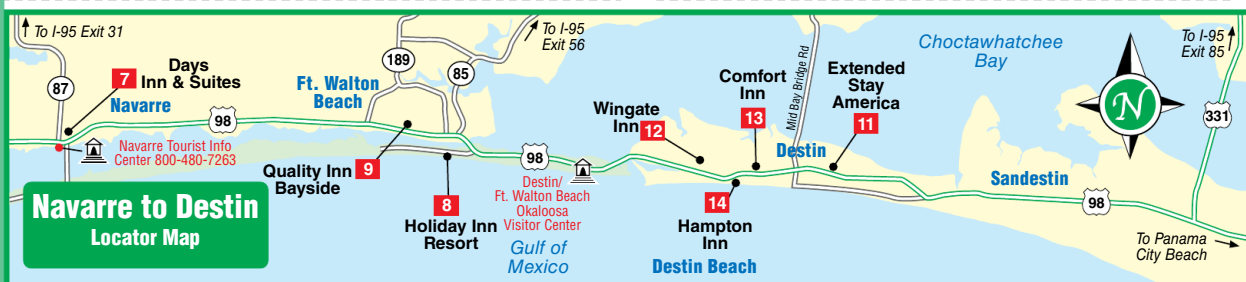 To I-95 Exit 31
87
7
Days
Inn & Suites
Navarre
98
Navarre Tourist Info
Center 800-480-7263
Navarre to Destin
Locator Map
Ft. Walton
Beach
189
85
To I-95
Exit 56
Quality Inn
Bayside
9
8
Holiday Inn
Resort
98
Destin/
Ft. Walton Beach
Okaloosa
Visitor Center
Gulf of
Mexico
Wingate
Inn
12
Comfort
Inn
13
Mid Bay Bridge Rd
Extended
Stay
America
11
Destin
14
Hampton
Inn
Destin Beach
Choctawhatchee
Bay
Sandestin
98
N
To I-95
Exit 85
331
To Panama
City Beach